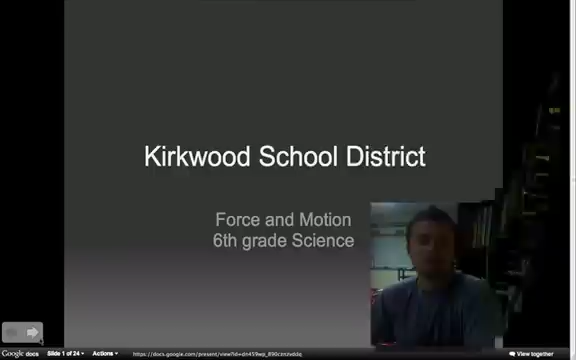 Kirkwood School District
Force and Motion
6th grade Science
Google docs Slide 1 of 24 Actions View together